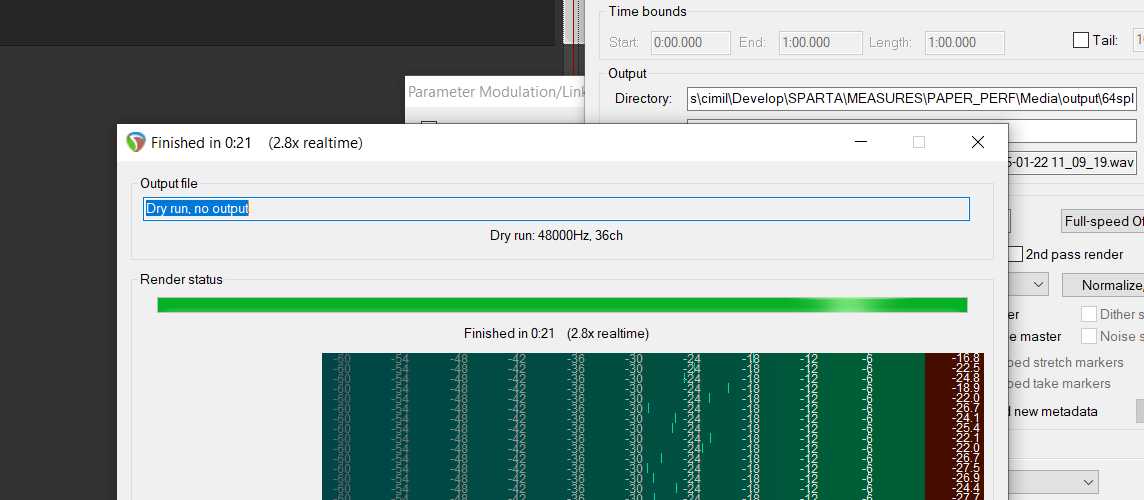 Time bounds
Start: 0:00.000 End: 1:00.000 Length: 1:00.000 Tail:
Parameter Modulation/Link
Output
Directory: s\cimil\Develop\SPARTA\MEASURES\PAPER_PERF\Media\output\64spl
Finished in 0:21 (2.8x realtime)
5-01-22 11_09_19.wav
Output file
Dry run, no output
Dry run: 48000Hz, 36ch
Full-speed Of
2nd pass render
Render status
Normalize,
er Dither s
Finished in 0:21 (2.8x realtime)
e master Noise s
ped stretch markers
ped take markers
d new metadata
-60 -54 -48 -42 -36 -30 -24 -18 -12 -6 -16.8
-60 -54 -48 -42 -36 -30 -24 -18 -12 -6 -22.5
-60 -54 -48 -42 -36 -30 -24 -18 -12 -6 -24.8
-60 -54 -48 -42 -36 -30 -24 -18 -12 -6 -18.9
-60 -54 -48 -42 -36 -30 -24 -18 -12 -6 -22.0
-60 -54 -48 -42 -36 -30 -24 -18 -12 -6 -26.7
-60 -54 -48 -42 -36 -30 -24 -18 -12 -6 -24.1
-60 -54 -48 -42 -36 -30 -24 -18 -12 -6 -25.4
-60 -54 -48 -42 -36 -30 -24 -18 -12 -6 -22.1
-60 -54 -48 -42 -36 -30 -24 -18 -12 -6 -22.0
-60 -54 -48 -42 -36 -30 -24 -18 -12 -6 -26.7
-60 -54 -48 -42 -36 -30 -24 -18 -12 -6 -27.5
-60 -54 -48 -42 -36 -30 -24 -18 -12 -6 -26.9
-60 -54 -48 -42 -36 -30 -24 -18 -12 -6 -24.4
-60 -54 -48 -42 -36 -30 -24 -18 -12 -6 -27.7